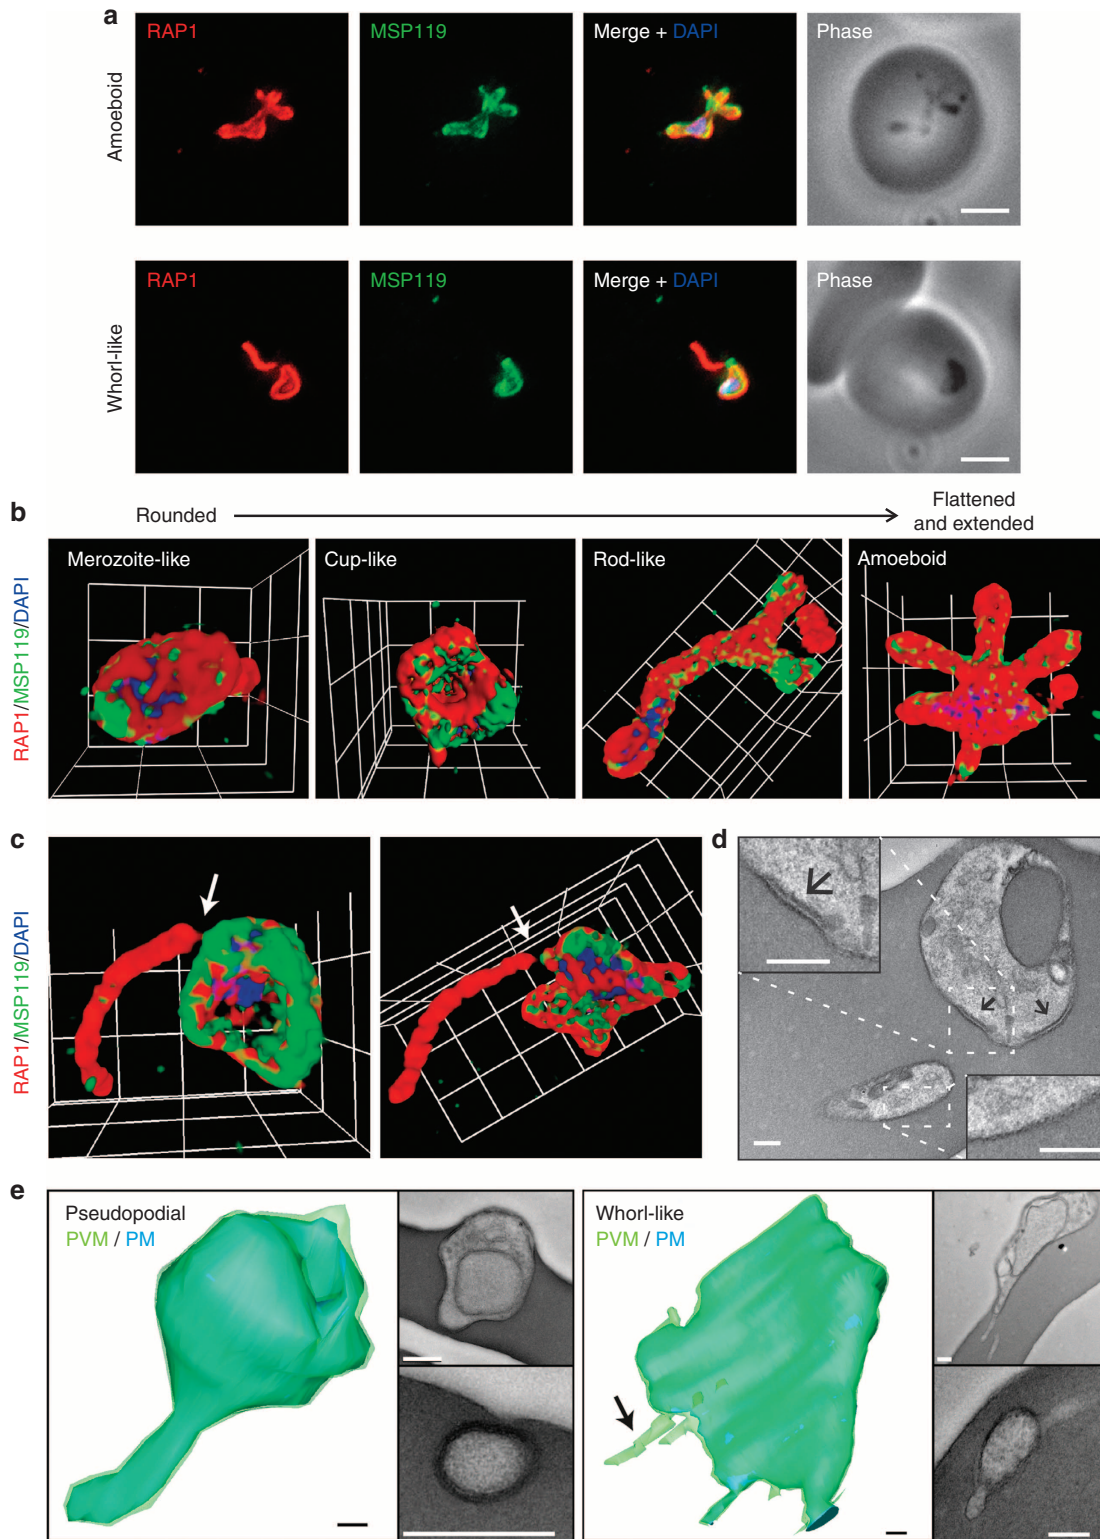 a
RAP1
MSP119
Merge + DAPI
Phase
Amoeboid
RAP1
MSP119
Merge + DAPI
Phase
Whorl-like
b
Rounded
Flattened
and extended
RAP1/MSP119/DAPI
Merozoite-like
Cup-like
Rod-like
Amoeboid
c
RAP1/MSP119/DAPI
d
e
Pseudopodial
PVM / PM
Whorl-like
PVM / PM